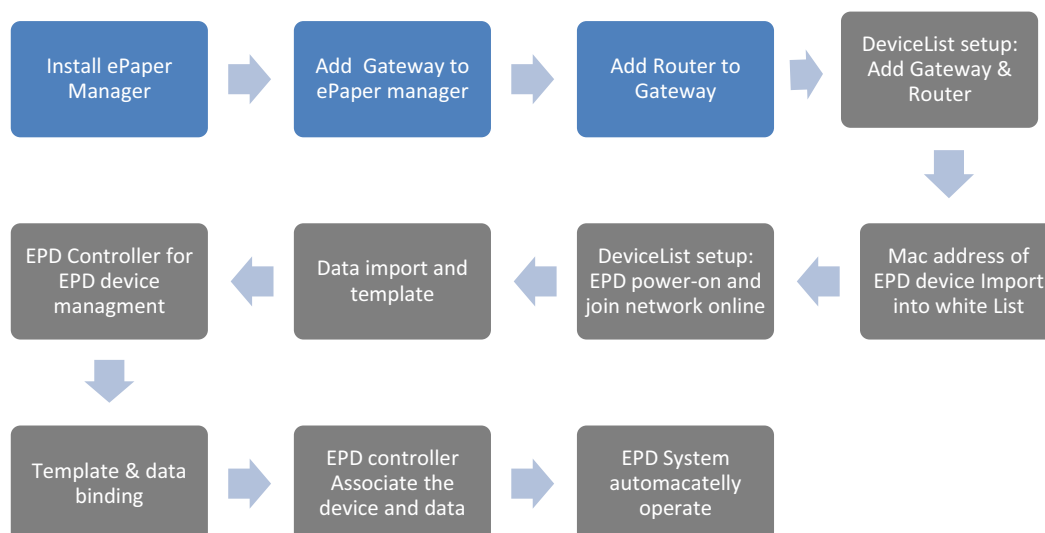 Install ePaper
Manager
Add Gateway to
ePaper manager
Add Router to
Gateway
DeviceList setup:
Add Gateway &
Router
Mac address of
EPD device Import
into white List
DeviceList setup:
EPD power-on and
join network online
Data import and
template
EPD Controller for
EPD device
managment
Template & data
binding
EPD controller
Associate the
device and data
EPD System
automacatelly
operate